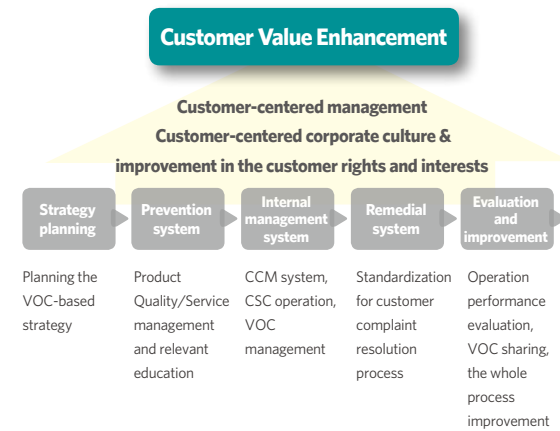 Customer Value Enhancement
Customer-centered management
Customer-centered corporate culture &
improvement in the customer rights and interests
Strategy
planning
Prevention
system
Internal
management
system
Remedial
system
Evaluation
and
improvement
Planning the
VOC-based
strategy
Product
Quality/Service
management
and relevant
education
CCM system,
CSC operation,
VOC
management
Standardization
for customer
complaint
resolution
process
Operation
performance
evaluation,
VOC sharing,
the whole
process
improvement